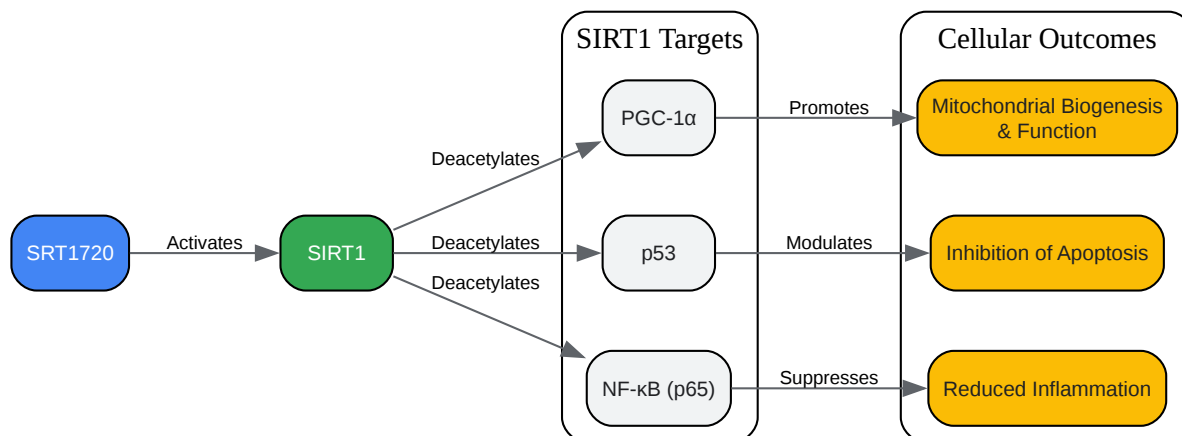 SIRT1 Targets
Cellular Outcomes
PGC-1α
Promotes
Mitochondrial Biogenesis
& Function
Deacetylates
SRT1720
Activates
SIRT1
Deacetylates
p53
Modulates
Inhibition of Apoptosis
Deacetylates
NF-κB (p65)
Suppresses
Reduced Inflammation